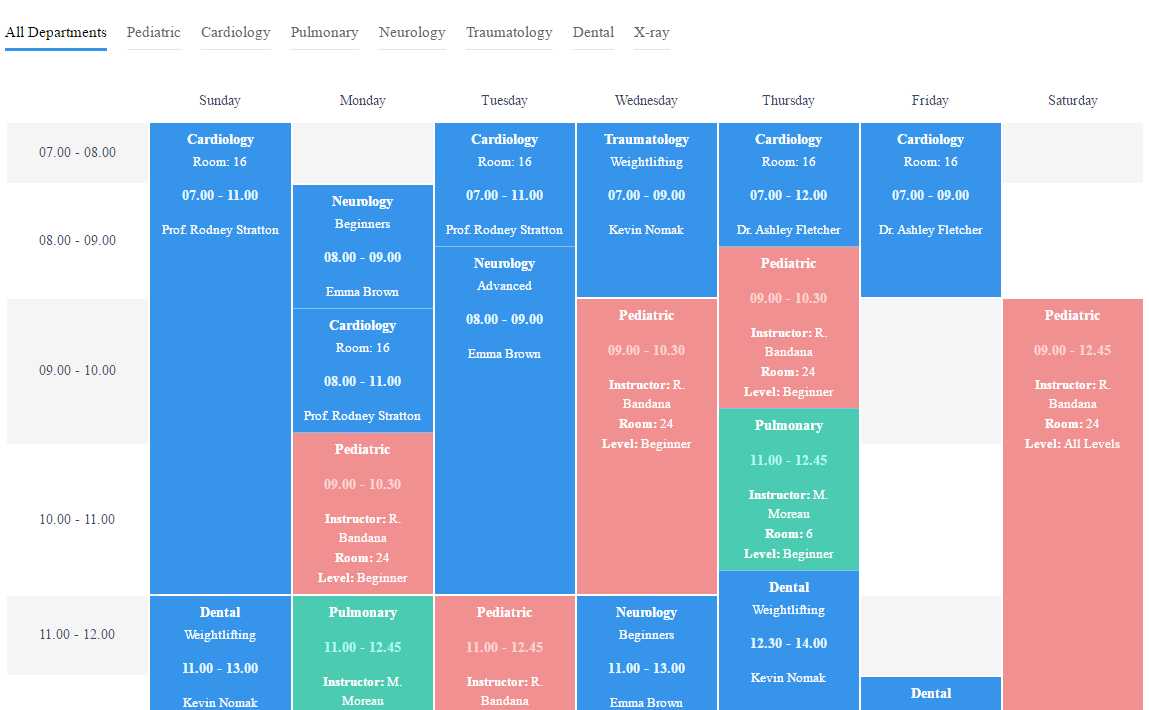 All Departments Pediatric Cardiology Pulmonary Neurology Traumatology Dental X-ray
Sunday Monday Tuesday Wednesday Thursday Friday Saturday
07.00 - 08.00
08.00 - 09.00
09.00 - 10.00
10.00 - 11.00
11.00 - 12.00
Cardiology
Room: 16
07.00 - 11.00
Prof. Rodney Stratton
Dental
Weightlifting
11.00 - 13.00
Kevin Nomak
Neurology
Beginners
08.00 - 09.00
Emma Brown
Cardiology
Room: 16
08.00 - 11.00
Prof. Rodney Stratton
Pediatric
09.00 - 10.30
Instructor: R.
Bandana
Room: 24
Level: Beginner
Pulmonary
11.00 - 12.45
Instructor: M.
Moreau
Cardiology
Room: 16
07.00 - 11.00
Prof. Rodney Stratton
Neurology
Advanced
08.00 - 09.00
Emma Brown
Pediatric
11.00 - 12.45
Instructor: R.
Bandana
Traumatology
Weightlifting
07.00 - 09.00
Kevin Nomak
Pediatric
09.00 - 10.30
Instructor: R.
Bandana
Room: 24
Level: Beginner
Neurology
Beginners
11.00 - 13.00
Emma Brown
Cardiology
Room: 16
07.00 - 12.00
Dr. Ashley Fletcher
Pediatric
09.00 - 10.30
Instructor: R.
Bandana
Room: 24
Level: Beginner
Pulmonary
11.00 - 12.45
Instructor: M.
Moreau
Room: 6
Level: Beginner
Dental
Weightlifting
12.30 - 14.00
Kevin Nomak
Cardiology
Room: 16
07.00 - 09.00
Dr. Ashley Fletcher
Dental
Pediatric
09.00 - 12.45
Instructor: R.
Bandana
Room: 24
Level: All Levels